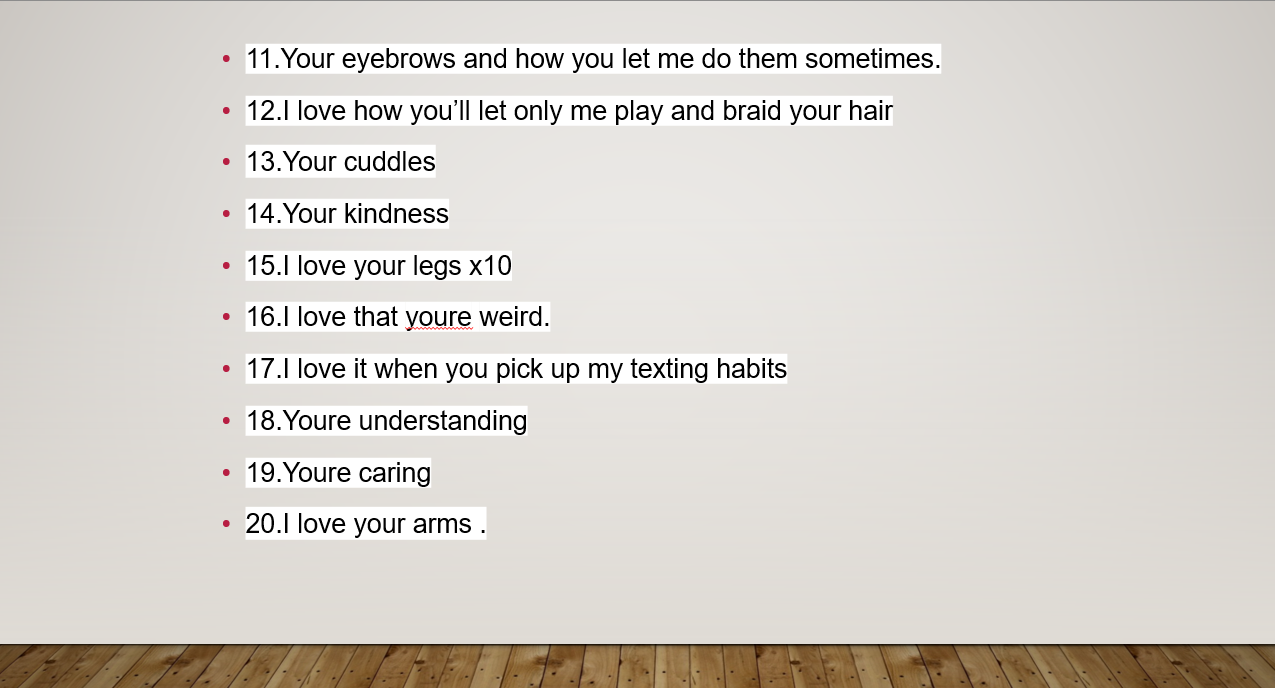 • 11.Your eyebrows and how you let me do them sometimes.
• 12.I love how you’ll let only me play and braid your hair
• 13.Your cuddles
• 14.Your kindness
• 15.I love your legs x10
• 16.I love that youre weird.
• 17.I love it when you pick up my texting habits
• 18.Youre understanding
• 19.Youre caring
• 20.I love your arms .